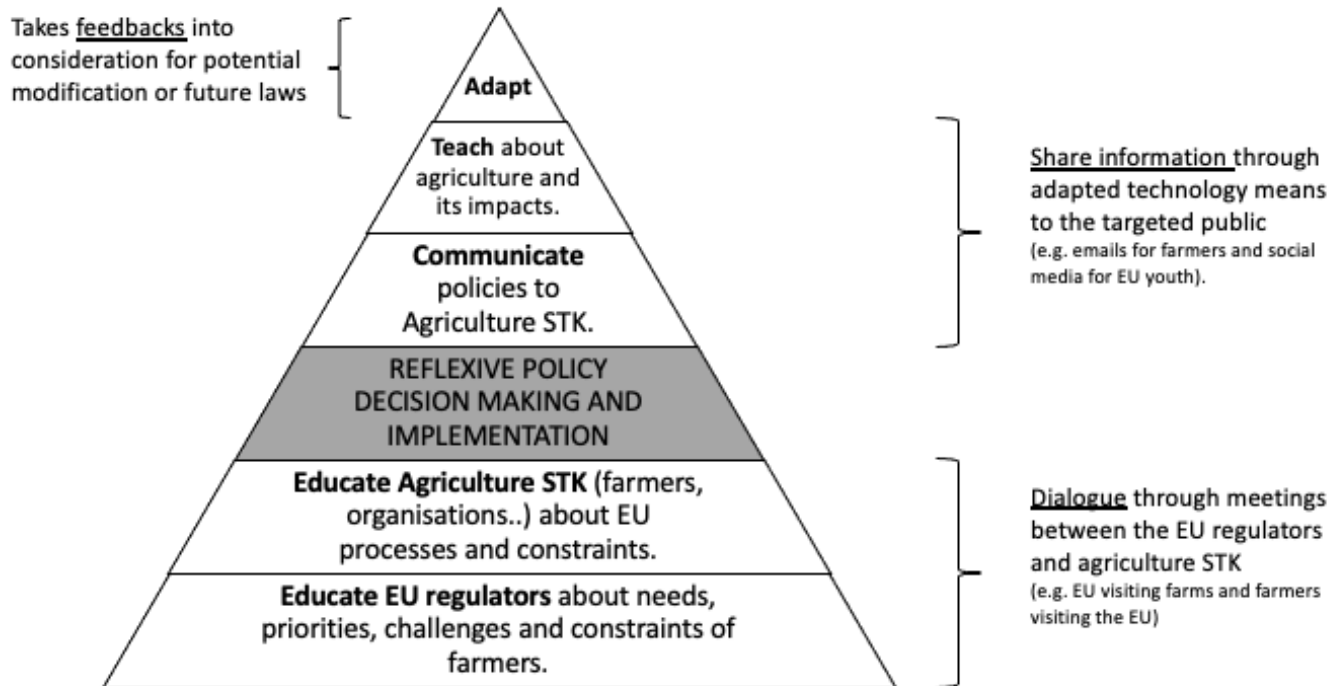 Takes feedbacks into
consideration for potential
modification or future laws
Adapt
Teach about
agriculture and
its impacts.
Communicate
policies to
Agriculture STK.
Share information through
adapted technology means
to the targeted public
(e.g. emails for farmers and social
media for EU youth).
REFLEXIVE POLICY
DECISION MAKING AND
IMPLEMENTATION
Educate Agriculture STK (farmers,
organisations..) about EU
processes and constraints.
Educate EU regulators about needs,
priorities, challenges and constraints of
farmers.
Dialogue through meetings
between the EU regulators
and agriculture STK
(e.g. EU visiting farms and farmers
visiting the EU)